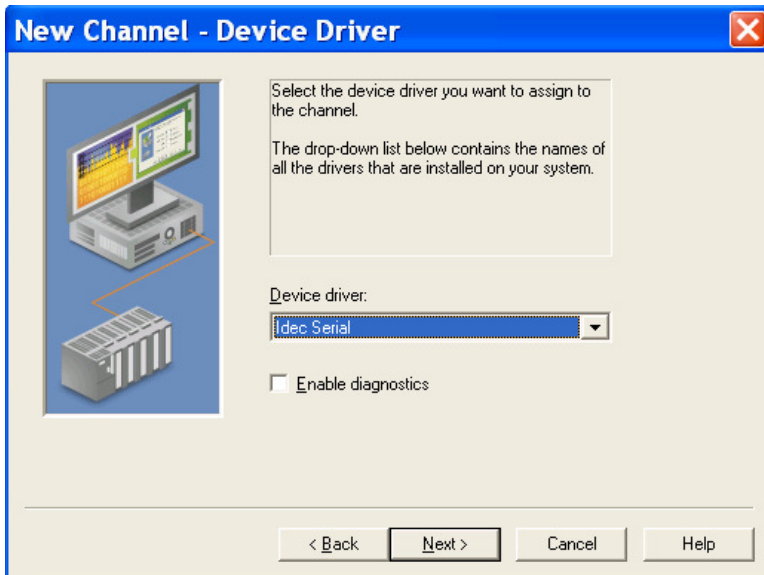 New Channel - Device Driver
Select the device driver you want to assign to
the channel.
The drop-down list below contains the names of
all the drivers that are installed on your system.
Device driver:
Idec Serial
Enable diagnostics
< Back
Next >
Cancel
Help